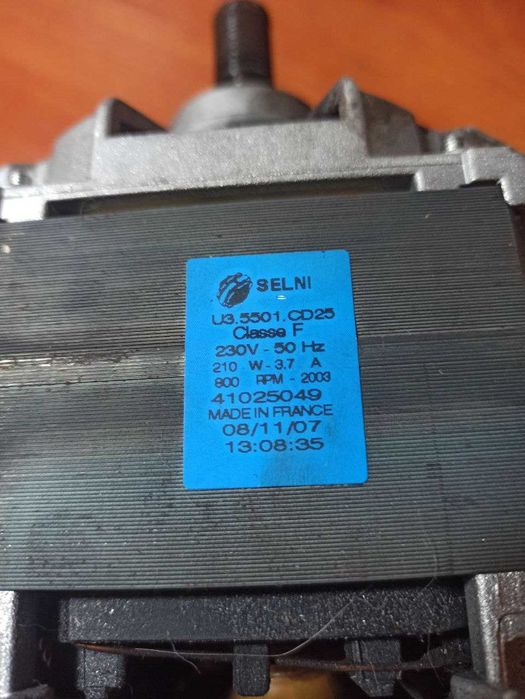 SELNI
U3.5501.CD25
Classe F
230V - 50 Hz
210 W - 3.7 A
800 RPM - 2003
41025049
MADE IN FRANCE
08/11/07
13:08:35